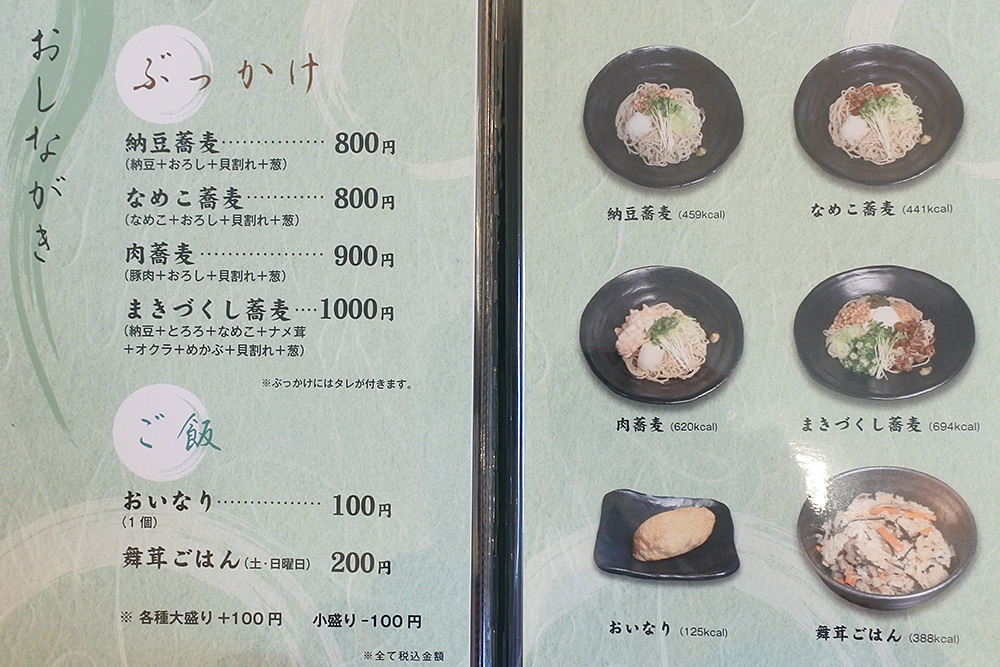 おしながき
ぶっかけ
納豆蕎麦……………800円
(納豆＋おろし＋貝割れ＋葱)
なめこ蕎麦…………800円
(なめこ＋おろし＋貝割れ＋葱)
肉蕎麦………………900円
(豚肉＋おろし＋貝割れ＋葱)
まきづくし蕎麦….1000円
(納豆＋とろろ＋なめこ＋ナメ茸
＋オクラ＋めかぶ＋貝割れ＋葱)
※ぶっかけにはタレが付きます。
ご飯
おいなり……………100円
(1個)
舞茸ごはん(土・日曜日) 200円
※ 各種大盛り+100円 小盛り-100円
※全て税込金額
納豆蕎麦 (459kcal)
なめこ蕎麦 (441kcal)
肉蕎麦 (620kcal)
まきづくし蕎麦 (694kcal)
おいなり (125kcal)
舞茸ごはん (388kcal)